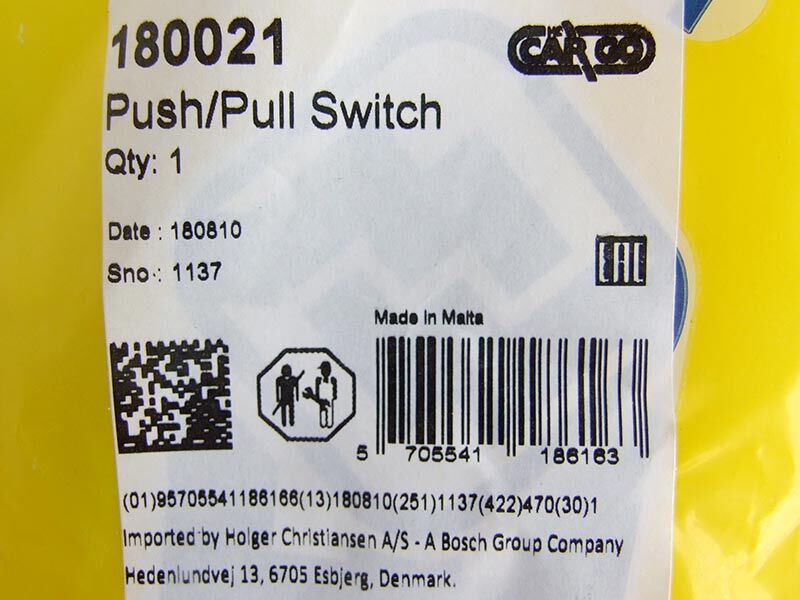 180021
HC CARGO
Push/Pull Switch
Qty: 1
Date : 180810
Sno : 1137
EAC
Made in Malta
5 705541 186163
(01)95705541186166(13)180810(251)1137(422)470(30)1
Imported by Holger Christiansen A/S - A Bosch Group Company
Hedenlundvej 13, 6705 Esbjerg, Denmark.